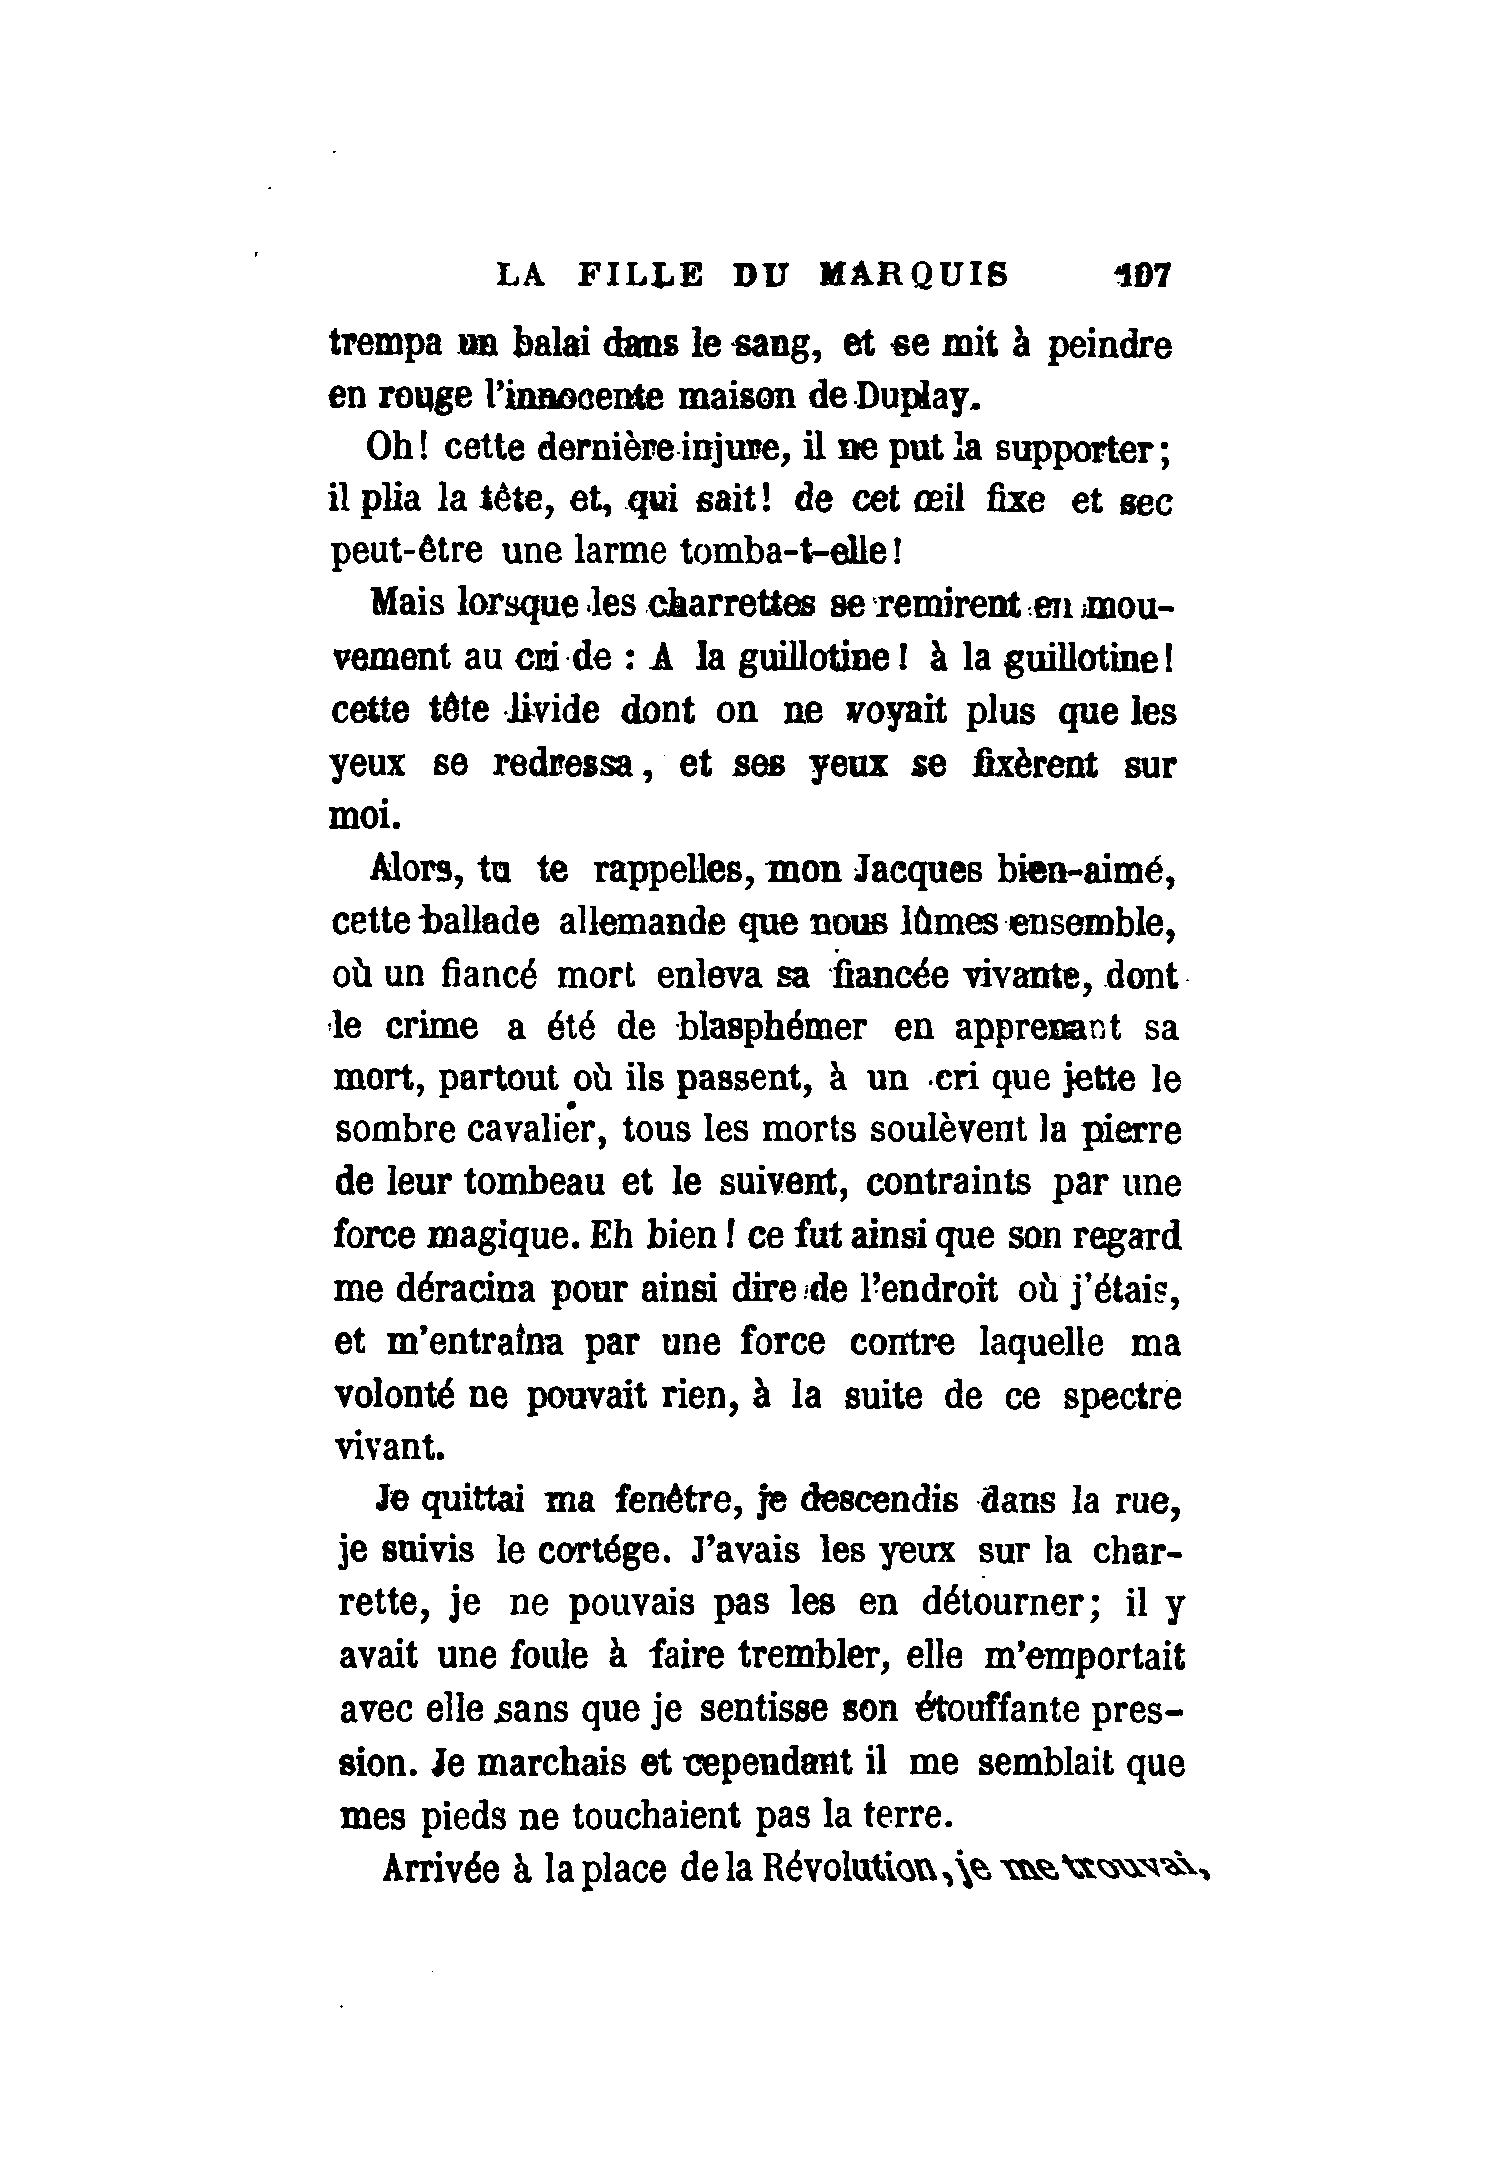 LA FILLE DU MARQUIS 107
trempa un balai dans le sang, et se mit à peindre
en rouge l'innocente maison de Duplay.
Oh! cette dernière injure, il ne put la supporter;
il plia la tête, et, qui sait! de cet œil fixe et sec
peut-être une larme tomba-t-elle!
Mais lorsque les charrettes se remirent en mou-
vement au cri de : A la guillotine! à la guillotine!
cette tête livide dont on ne voyait plus que les
yeux se redressa, et ses yeux se fixèrent sur
moi.
Alors, tu te rappelles, mon Jacques bien-aimé,
cette ballade allemande que nous lûmes ensemble,
où un fiancé mort enleva sa fiancée vivante, dont
le crime a été de blasphémer en apprenant sa
mort, partout où ils passent, à un cri que jette le
sombre cavalier, tous les morts soulèvent la pierre
de leur tombeau et le suivent, contraints par une
force magique. Eh bien! ce fut ainsi que son regard
me déracina pour ainsi dire de l'endroit où j'étais,
et m'entraîna par une force contre laquelle ma
volonté ne pouvait rien, à la suite de ce spectre
vivant.
Je quittai ma fenêtre, je descendis dans la rue,
je suivis le cortége. J'avais les yeux sur la char-
rette, je ne pouvais pas les en détourner; il y
avait une foule à faire trembler, elle m'emportait
avec elle sans que je sentisse son étouffante pres-
sion. Je marchais et cependant il me semblait que
mes pieds ne touchaient pas la terre.
Arrivée à la place de la Révolution, je me trouvai,